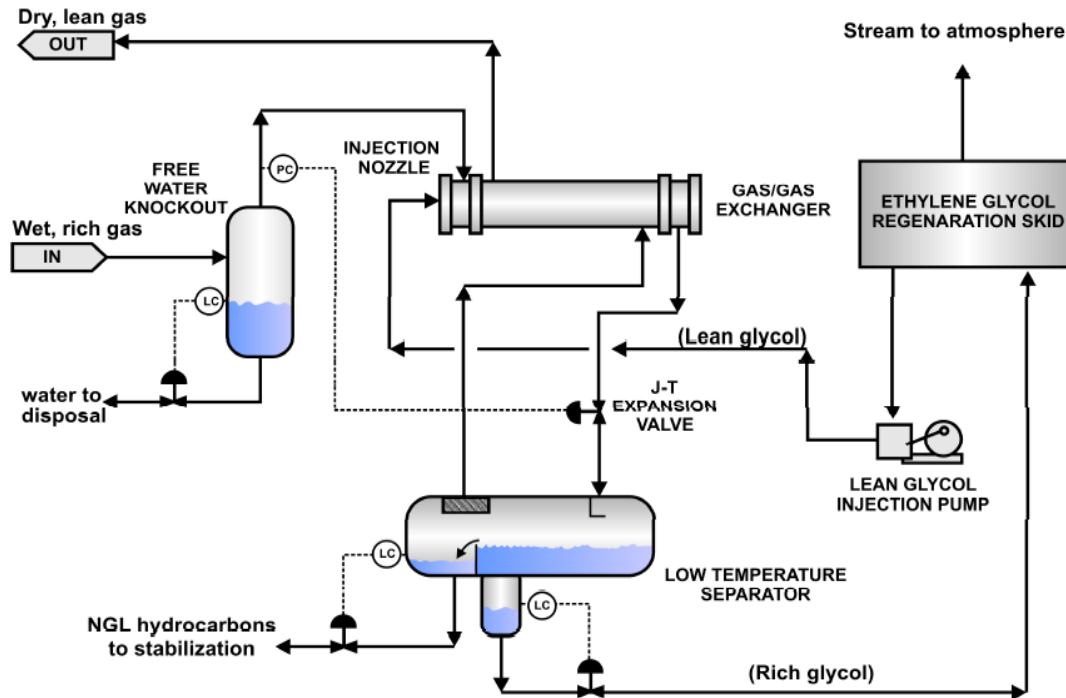 Dry, lean gas
OUT
Stream to atmosphere
INJECTION
NOZZLE
PC
FREE
WATER
KNOCKOUT
GAS/GAS
EXCHANGER
ETHYLENE GLYCOL
REGENARATION SKID
Wet, rich gas
IN
LC
(Lean glycol)
water to
disposal
J-T
EXPANSION
VALVE
LEAN GLYCOL
INJECTION PUMP
LC
LOW TEMPERATURE
SEPARATOR
LC
NGL hydrocarbons
to stabilization
(Rich glycol)